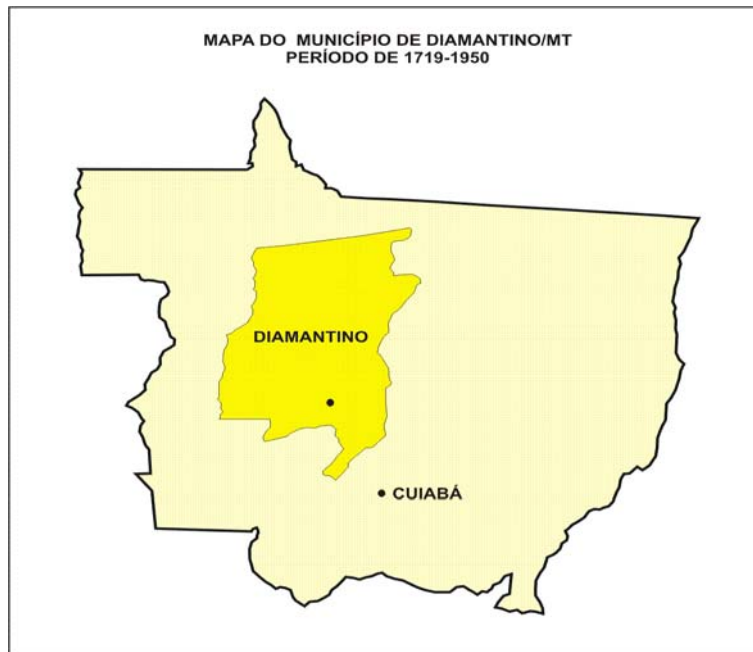 MAPA DO MUNICÍPIO DE DIAMANTINO/MT
PERÍODO DE 1719-1950
DIAMANTINO
CUIABÁ